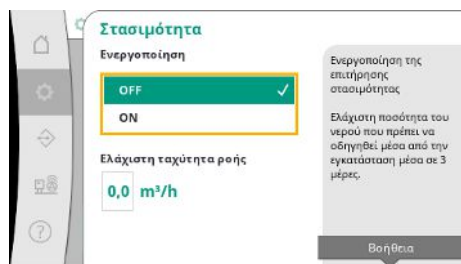 Στασιμότητα
Ενεργοποίηση
OFF
ON
Ελάχιστη ταχύτητα ροής
0,0 m³/h
Ενεργοποίηση της
επιτήρησης
στασιμότητας
Ελάχιστη ποσότητα του
νερού που πρέπει να
οδηγηθεί μέσα από την
εγκατάσταση μέσα σε 3
μέρες.
Βοήθεια